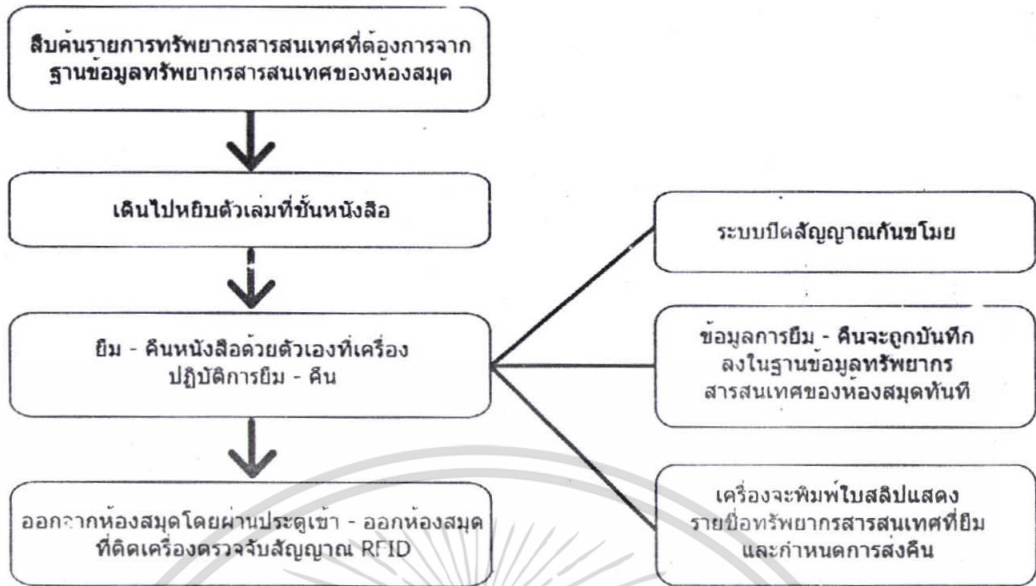 สืบค้นรายการทรัพยากรสารสนเทศที่ต้องการจาก
ฐานข้อมูลทรัพยากรสารสนเทศของห้องสมุด
เดินไปหยิบตัวเล่มที่ชั้นหนังสือ
ยืม - คืนหนังสือด้วยตัวเองที่เครื่อง
ปฏิบัติการยืม - คืน
ออกจากห้องสมุดโดยผ่านประตูเข้า - ออกห้องสมุด
ที่ติดเครื่องตรวจจับสัญญาณ RFID
ระบบปิดสัญญาณกันขโมย
ข้อมูลการยืม - คืนจะถูกบันทึก
ลงในฐานข้อมูลทรัพยากร
สารสนเทศของห้องสมุดทันที
เครื่องจะพิมพ์ใบสลิปแสดง
รายชื่อทรัพยากรสารสนเทศที่ยืม
และกำหนดการส่งคืน